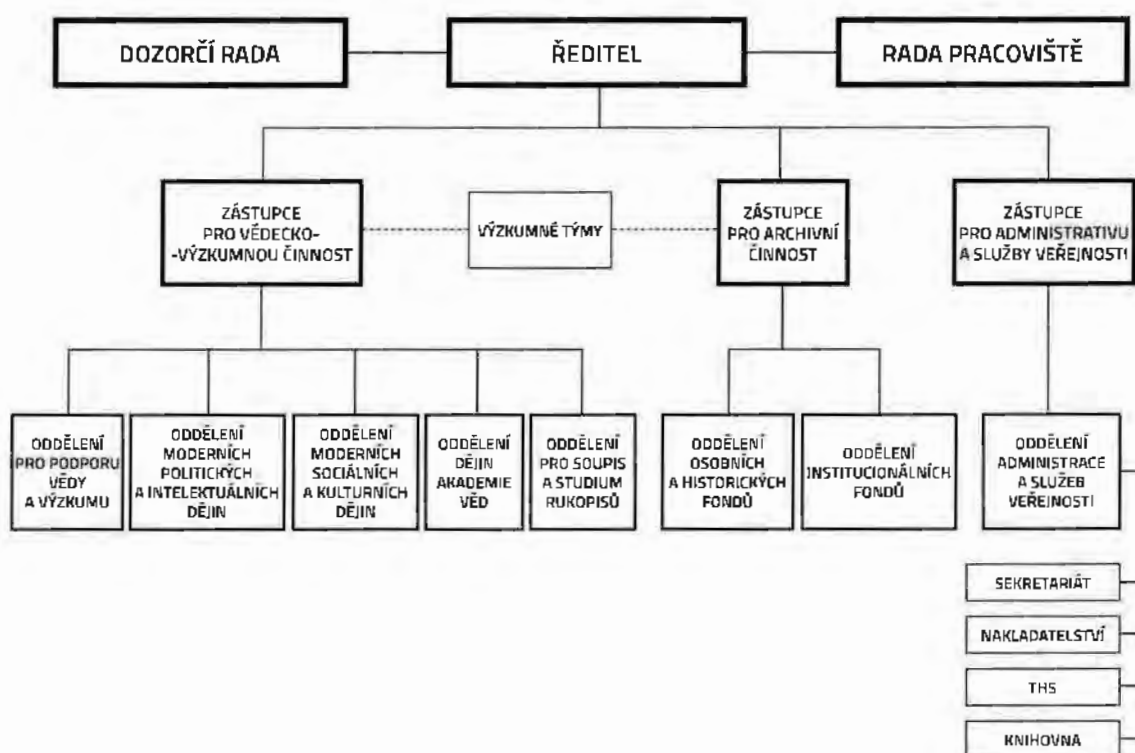 DOZORČÍ RADA
ŘEDITEL
RADA PRACOVIŠTĚ
ZÁSTUPCE
PRO VĚDECKO-
-VÝZKUMNOU ČINNOST
VÝZKUMNÉ TÝMY
ZÁSTUPCE
PRO ARCHIVNÍ
ČINNOST
ZÁSTUPCE
PRO ADMINISTRATIVU
A SLUŽBY VEŘEJNOSTI
ODDĚLENÍ
PRO PODPORU
VĚDY
A VÝZKUMU
ODDĚLENÍ
MODERNÍCH
POLITICKÝCH
A INTELEKTUÁLNÍCH
DĚJIN
ODDĚLENÍ
MODERNÍCH
SOCIÁLNÍCH
A KULTURNÍCH
DĚJIN
ODDĚLENÍ
DĚJIN
AKADEMIE
VĚD
ODDĚLENÍ
PRO SOUPIS
A STUDIUM
RUKOPISŮ
ODDĚLENÍ
OSOBNÍCH
A HISTORICKÝCH
FONDŮ
ODDĚLENÍ
INSTITUCIONÁLNÍCH
FONDŮ
ODDĚLENÍ
ADMINISTRACE
A SLUŽEB
VEŘEJNOSTI
SEKRETARIÁT
NAKLADATELSTVÍ
THS
KNIHOVNA